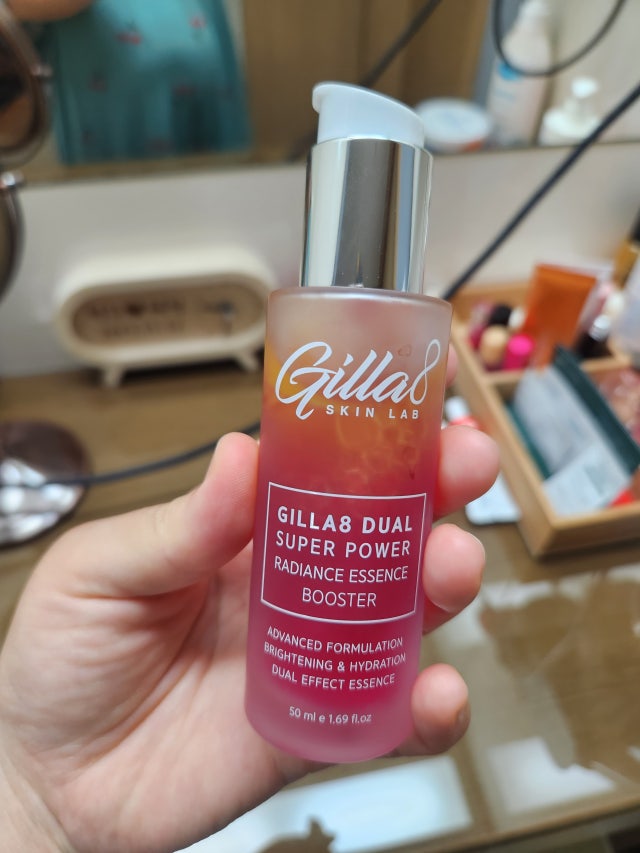 Gilla8
SKIN LAB
GILLA8 DUAL
SUPER POWER
RADIANCE ESSENCE
BOOSTER
ADVANCED FORMULATION
BRIGHTENING & HYDRATION
DUAL EFFECT ESSENCE
50 ml e 1.69 fl.oz